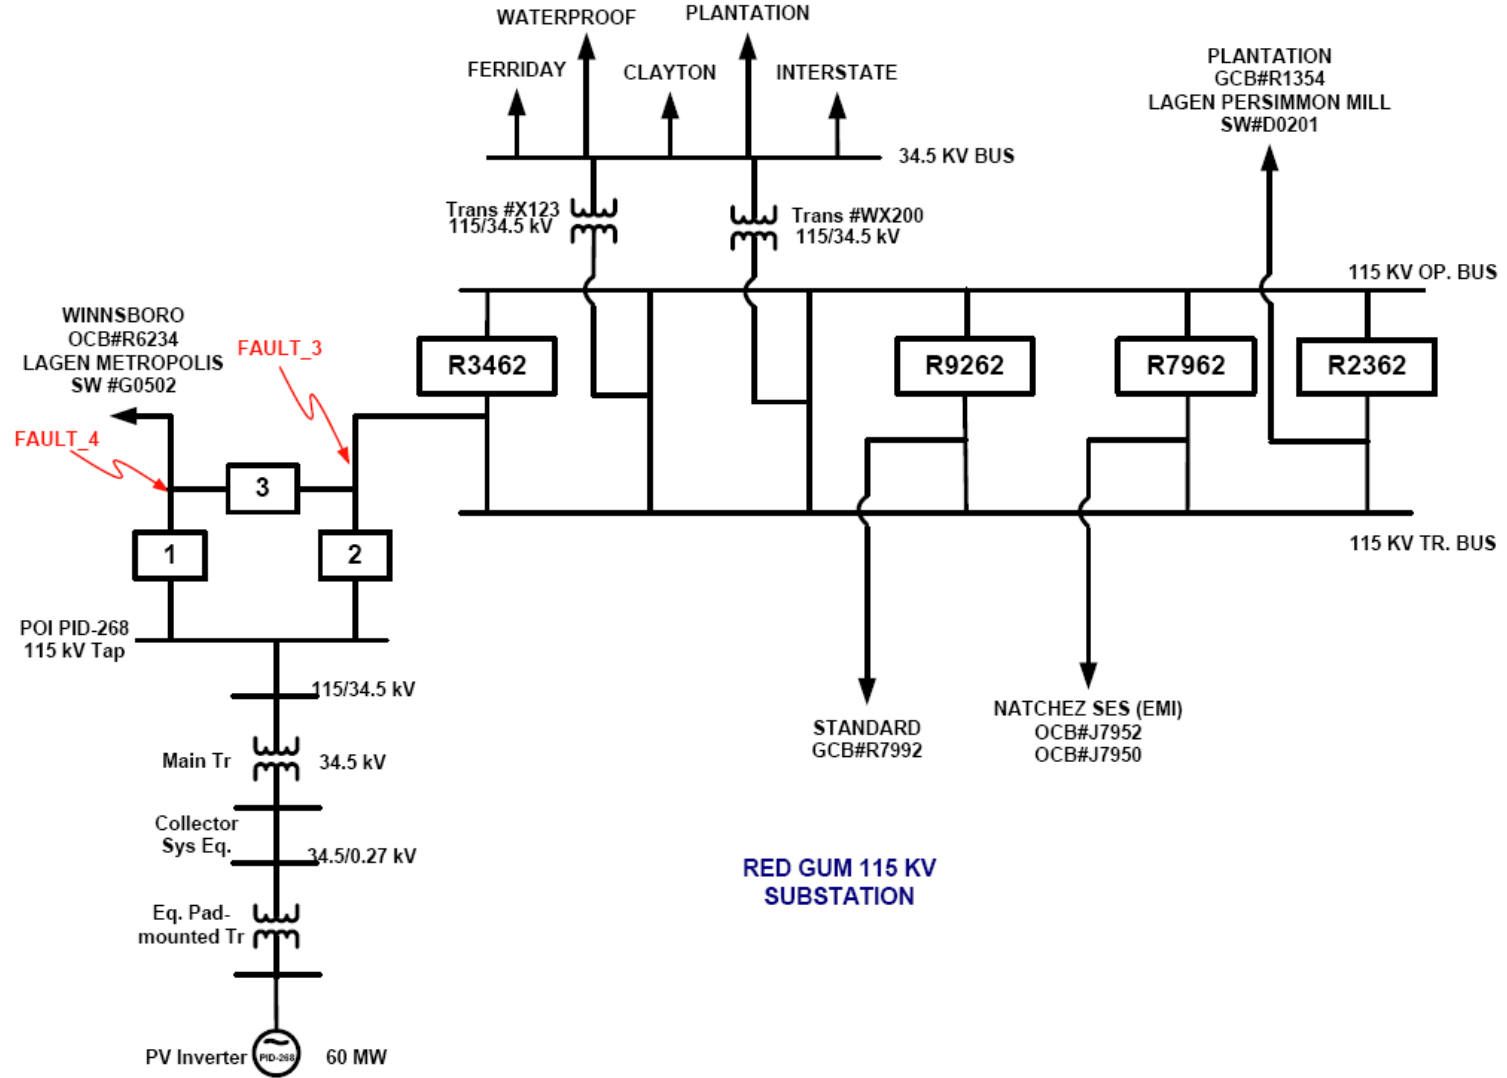 WATERPROOF
PLANTATION
FERRIDAY
CLAYTON
INTERSTATE
34.5 KV BUS
PLANTATION
GCB#R1354
LAGEN PERSIMMON MILL
SW#D0201
Trans #X123
115/34.5 kV
Trans #WX200
115/34.5 kV
115 KV OP. BUS
WINNSBORO
OCB#R6234
LAGEN METROPOLIS
SW #G0502
FAULT_3
R3462
R9262
R7962
R2362
FAULT_4
3
1
2
115 KV TR. BUS
POI PID-268
115 kV Tap
115/34.5 kV
Main Tr
34.5 kV
STANDARD
GCB#R7992
NATCHEZ SES (EMI)
OCB#J7952
OCB#J7950
Collector
Sys Eq.
34.5/0.27 kV
RED GUM 115 KV
SUBSTATION
Eq. Pad-
mounted Tr
PV Inverter
PID-268
60 MW